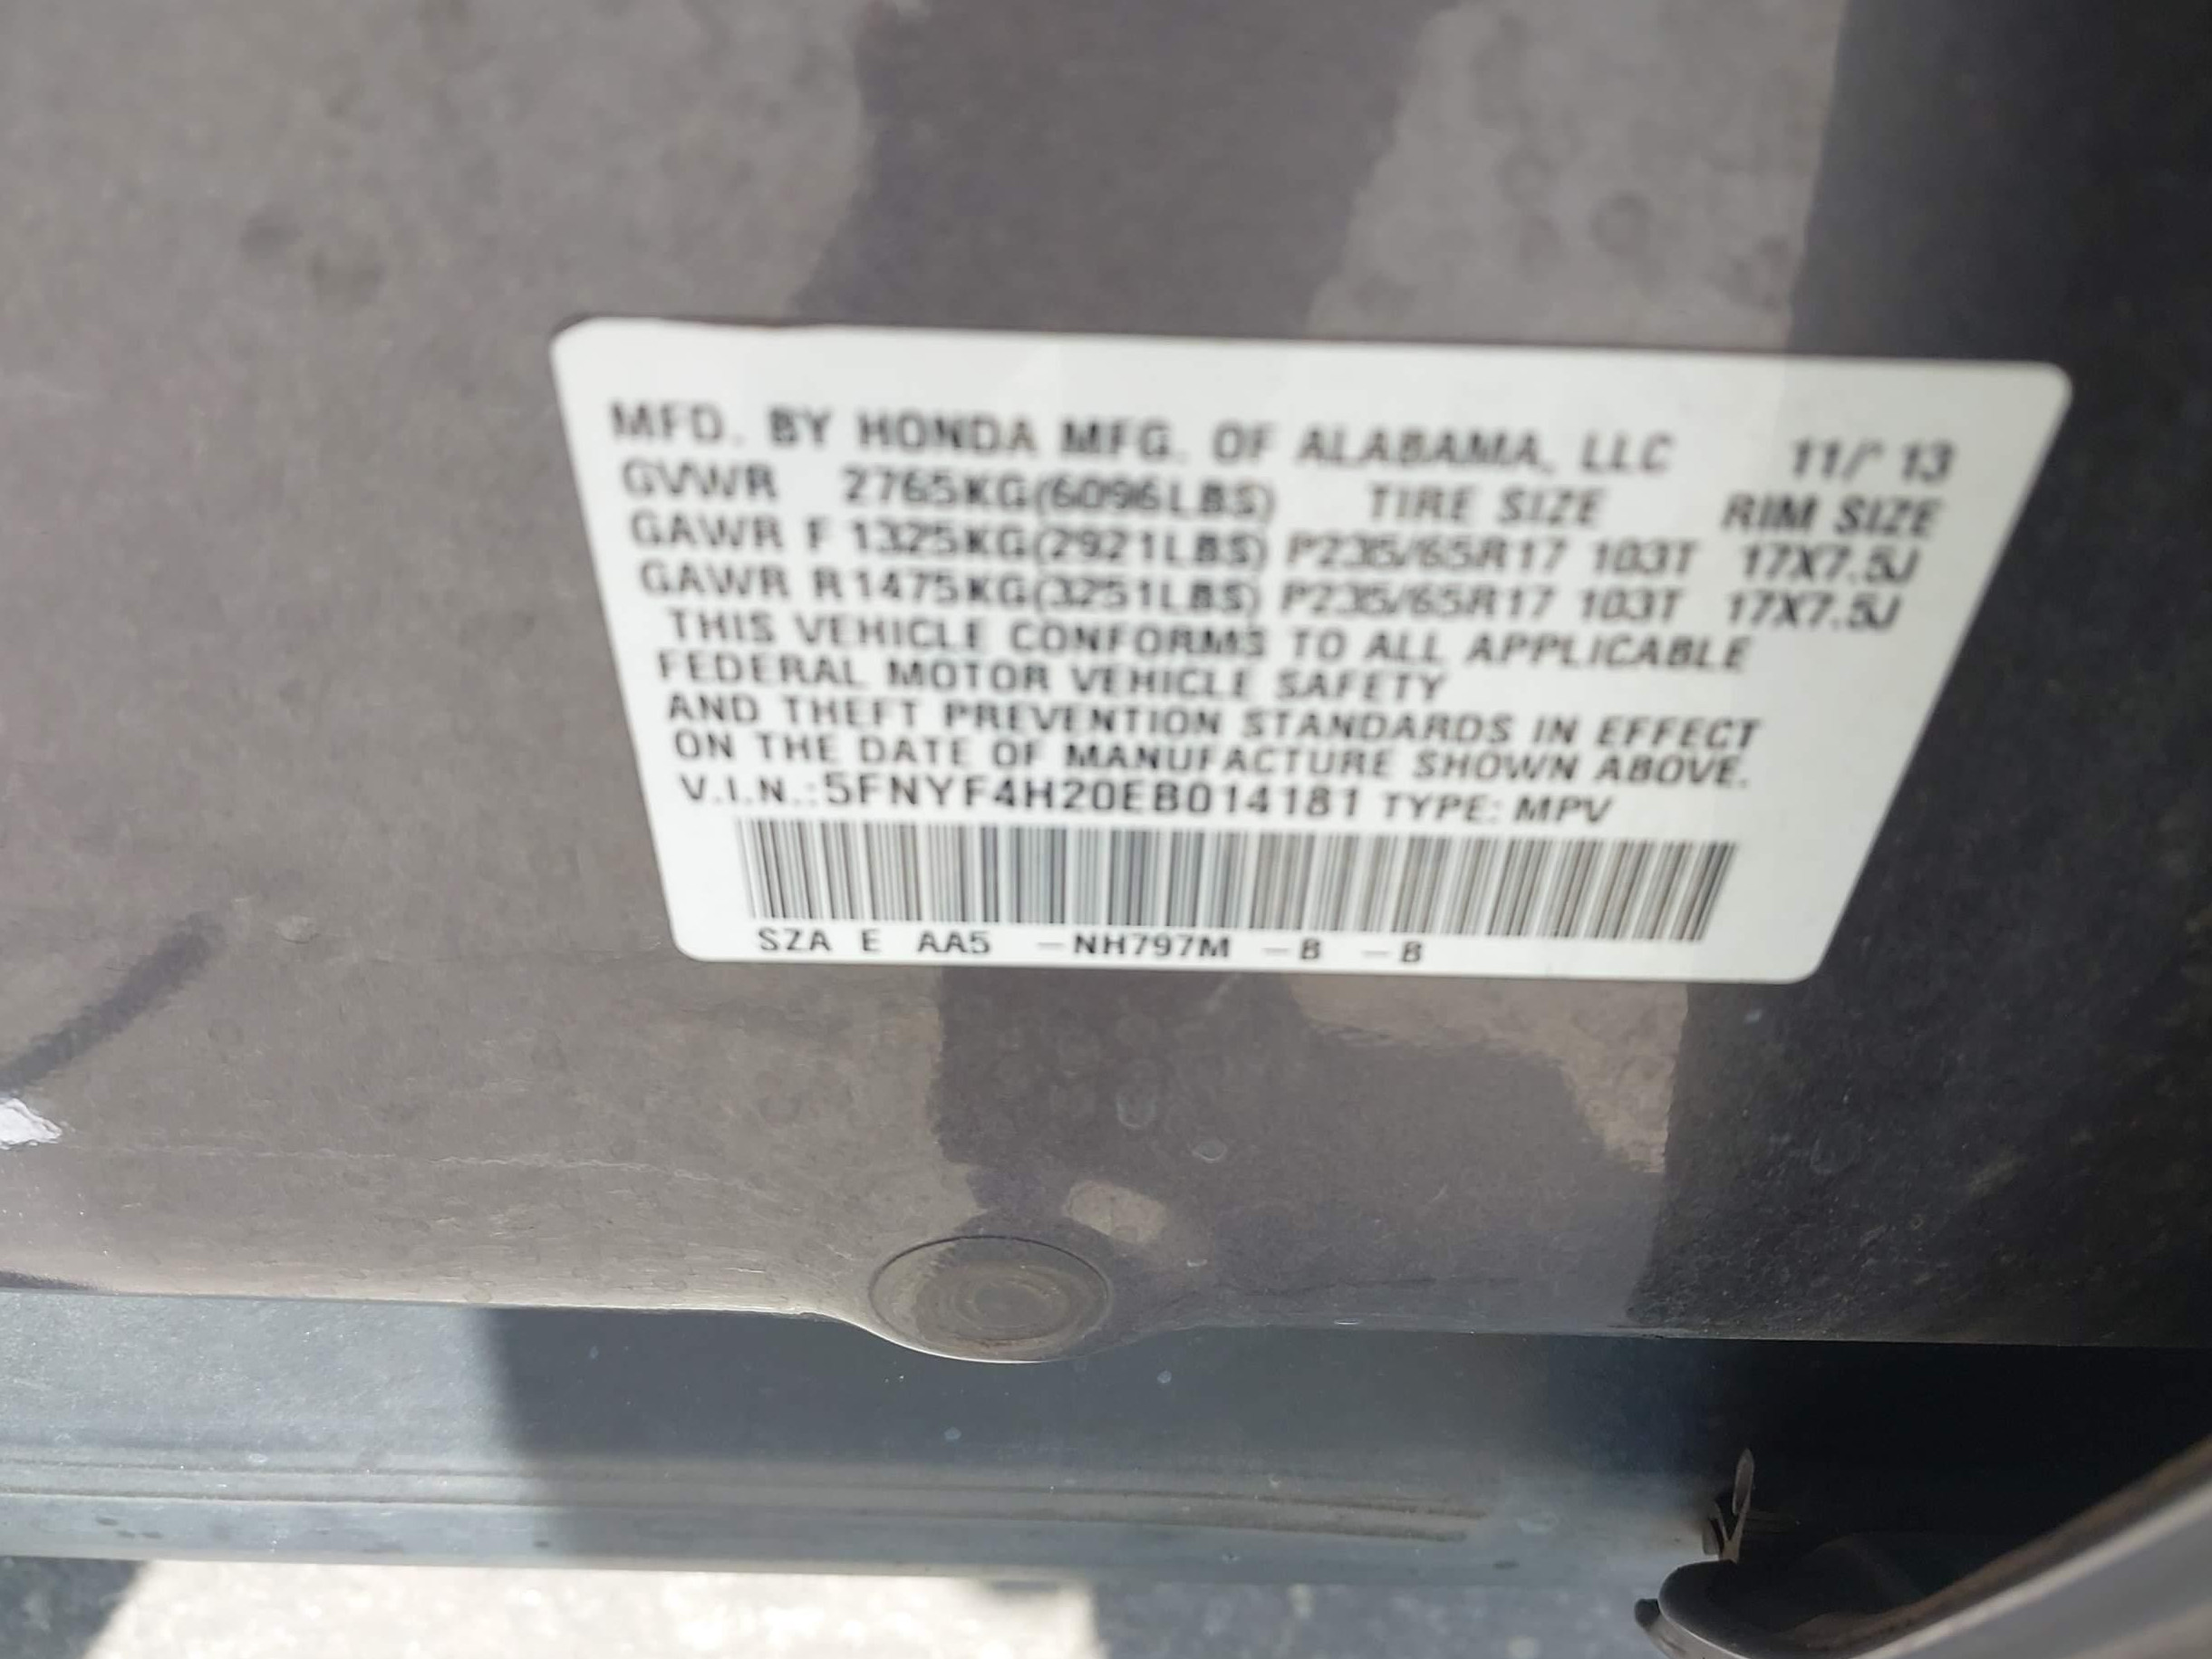 MFD. BY HONDA MFG. OF ALABAMA, LLC 11/' 13
GVWR 2765KG(6096LBS) TIRE SIZE RIM SIZE
GAWR F 1325KG(2921LBS) P235/65R17 103T 17X7.5J
GAWR R 1475KG(3251LBS) P235/65R17 103T 17X7.5J
THIS VEHICLE CONFORMS TO ALL APPLICABLE
FEDERAL MOTOR VEHICLE SAFETY
AND THEFT PREVENTION STANDARDS IN EFFECT
ON THE DATE OF MANUFACTURE SHOWN ABOVE.
V.I.N.:5FNYF4H20EB014181 TYPE: MPV
SZA E AA5 -NH797M -B -B